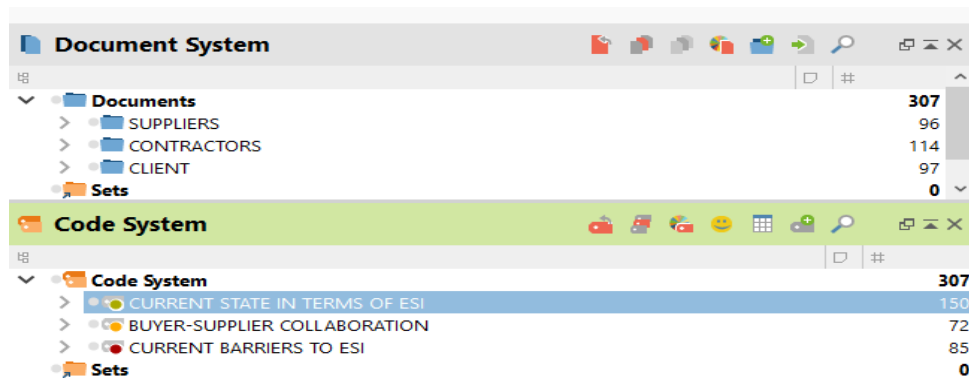 Document System
#
Documents 307
SUPPLIERS 96
CONTRACTORS 114
CLIENT 97
Sets 0
Code System
#
Code System 307
CURRENT STATE IN TERMS OF ESI 150
BUYER-SUPPLIER COLLABORATION 72
CURRENT BARRIERS TO ESI 85
Sets 0